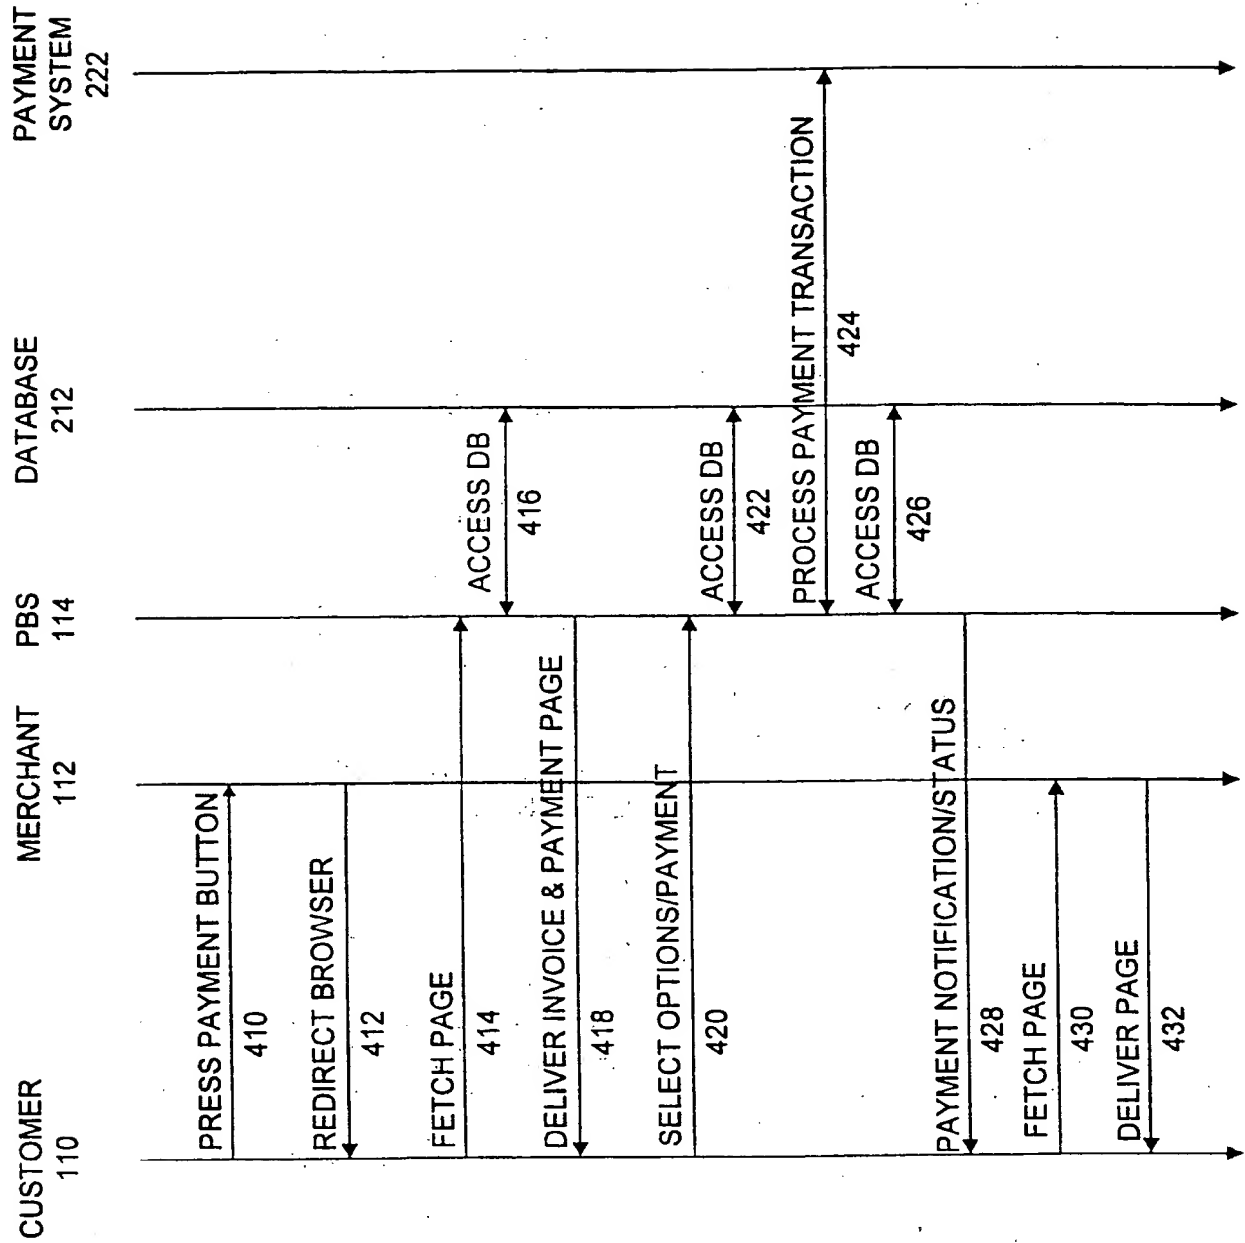 CUSTOMER
110
MERCHANT
112
PBS
114
DATABASE
212
PAYMENT
SYSTEM
222
PRESS PAYMENT BUTTON
410
REDIRECT BROWSER
412
FETCH PAGE
414
ACCESS DB
416
DELIVER INVOICE & PAYMENT PAGE
418
SELECT OPTIONS/PAYMENT
420
ACCESS DB
422
PROCESS PAYMENT TRANSACTION
424
ACCESS DB
426
PAYMENT NOTIFICATION/STATUS
428
FETCH PAGE
430
DELIVER PAGE
432